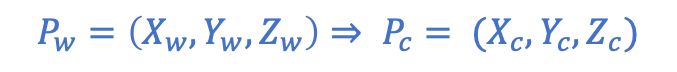 P_w = (X_w, Y_w, Z_w) ⇒ P_c = (X_c, Y_c, Z_c)